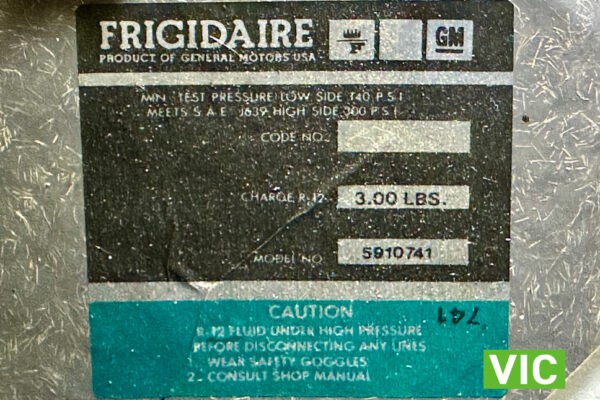 FRIGIDAIRE
PRODUCT OF GENERAL MOTORS USA
GM
MIN. TEST PRESSURE LOW SIDE 140 P S I
MEETS S A E J639 HIGH SIDE 300 P S I
CODE NO.
CHARGE R-12 3.00 LBS.
MODEL NO 5910741
CAUTION
741
R-12 FLUID UNDER HIGH PRESSURE
BEFORE DISCONNECTING ANY LINES
1. WEAR SAFETY GOGGLES
2. CONSULT SHOP MANUAL
VIC